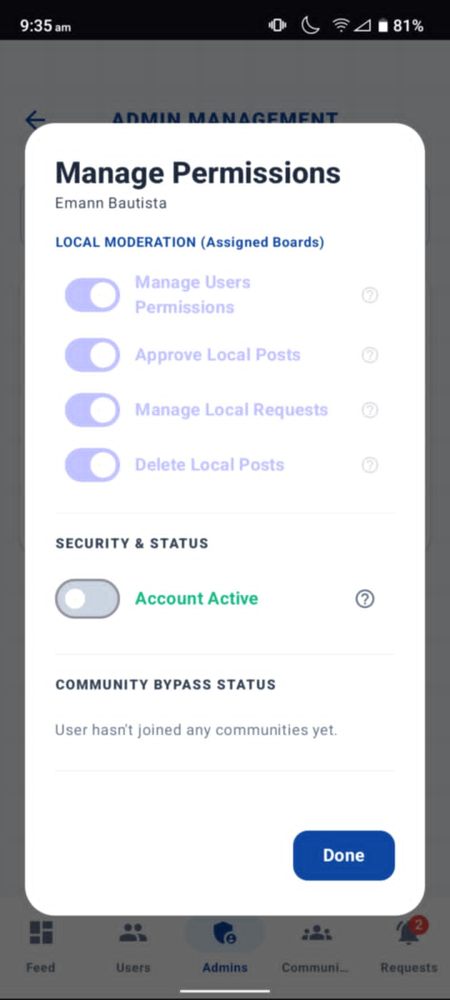 9:35 am
81%
ADMIN MANAGEMENT
Manage Permissions
Emann Bautista
LOCAL MODERATION (Assigned Boards)
Manage Users
Permissions
Approve Local Posts
Manage Local Requests
Delete Local Posts
SECURITY & STATUS
Account Active
COMMUNITY BYPASS STATUS
User hasn't joined any communities yet.
Done
2
Feed
Users
Admins
Communi...
Requests